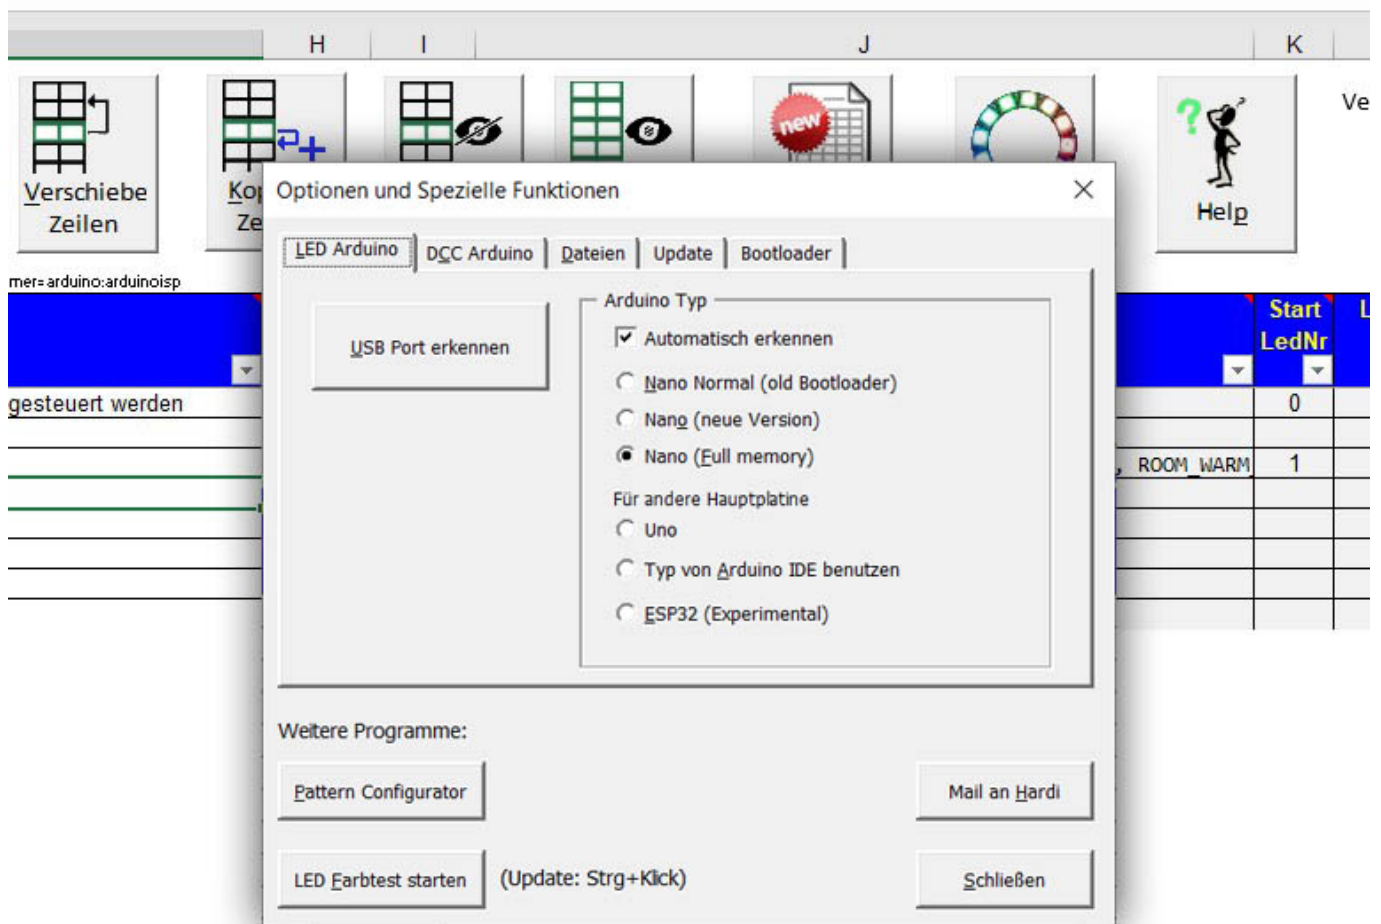 H I J K
Verschiebe
Zeilen
new
Help
Optionen und Spezielle Funktionen
LED Arduino DCC Arduino Dateien Update Bootloader
mer=arduino:arduinoisp
Arduino Typ
USB Port erkennen
Automatisch erkennen
Nano Normal (old Bootloader)
Nano (neue Version)
Nano (Full memory)
Für andere Hauptplatine
Uno
Typ von Arduino IDE benutzen
ESP32 (Experimental)
Start
LedNr
gesteuert werden
0
, ROOM_WARM 1
Weitere Programme:
Pattern Configurator
Mail an Hardi
LED Farbtest starten (Update: Strg+Klick)
Schließen